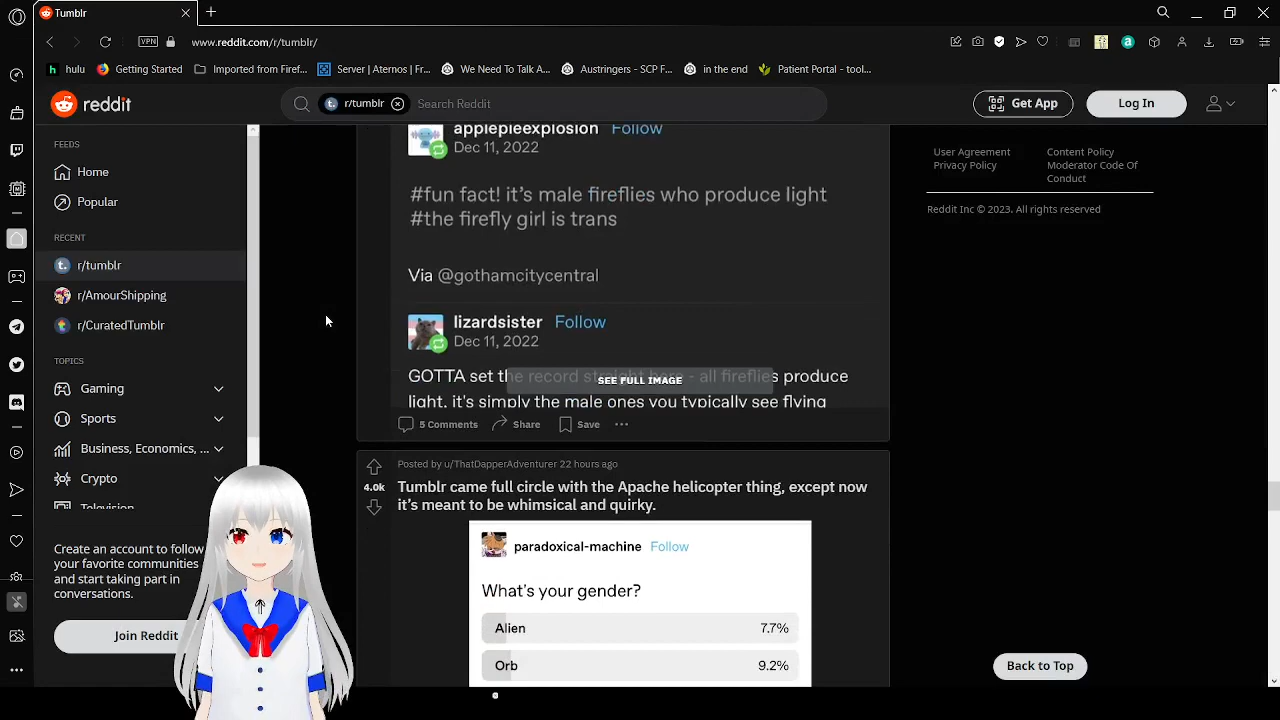 Tumblr
VPN
www.reddit.com/r/tumblr/
hulu
Getting Started
Imported from Firef...
Server | Aternos | Fr...
We Need To Talk A...
Austringers - SCP F...
in the end
Patient Portal - tool...
reddit
r/tumblr
Search Reddit
Get App
Log In
FEEDS
Home
Popular
RECENT
r/tumblr
r/AmourShipping
r/CuratedTumblr
TOPICS
Gaming
Sports
Business, Economics, ...
Crypto
Television
Create an account to follow
your favorite communities
and start taking part in
conversations.
Join Reddit
applepieexplosion Follow
Dec 11, 2022
#fun fact! it's male fireflies who produce light
#the firefly girl is trans
Via @gothamcitycentral
lizardsister Follow
Dec 11, 2022
GOTTA set the record straight here - all fireflies produce
SEE FULL IMAGE
light, it's simply the male ones you typically see flying
5 Comments
Share
Save
Posted by u/ThatDapperAdventurer 22 hours ago
4.0k
Tumblr came full circle with the Apache helicopter thing, except now
it's meant to be whimsical and quirky.
paradoxical-machine Follow
What's your gender?
Alien 7.7%
Orb 9.2%
User Agreement
Privacy Policy
Content Policy
Moderator Code Of
Conduct
Reddit Inc © 2023. All rights reserved
Back to Top